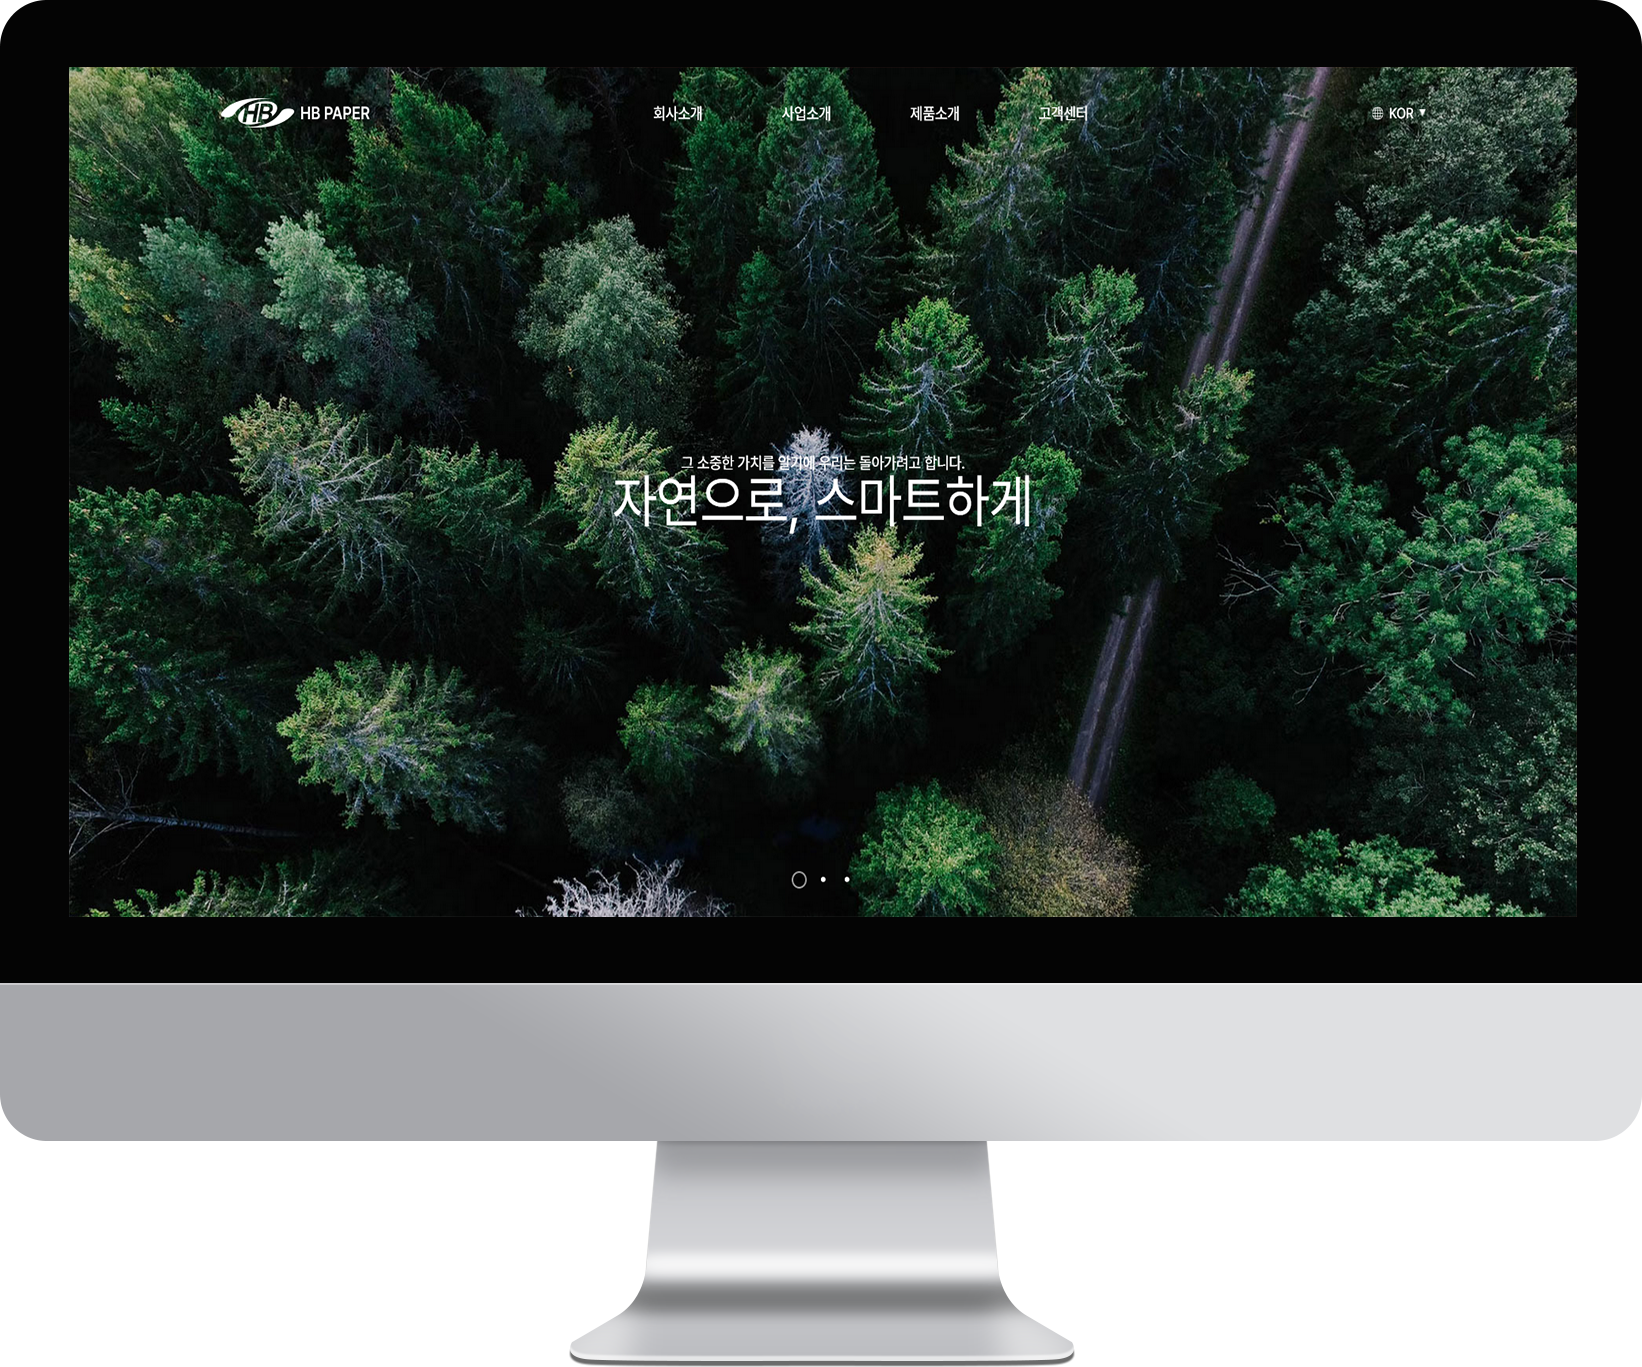 HB HB PAPER
회사소개
사업소개
제품소개
고객센터
KOR ▼
그 소중한 가치를 알기에 우리는 돌아가려고 합니다.
자연으로, 스마트하게